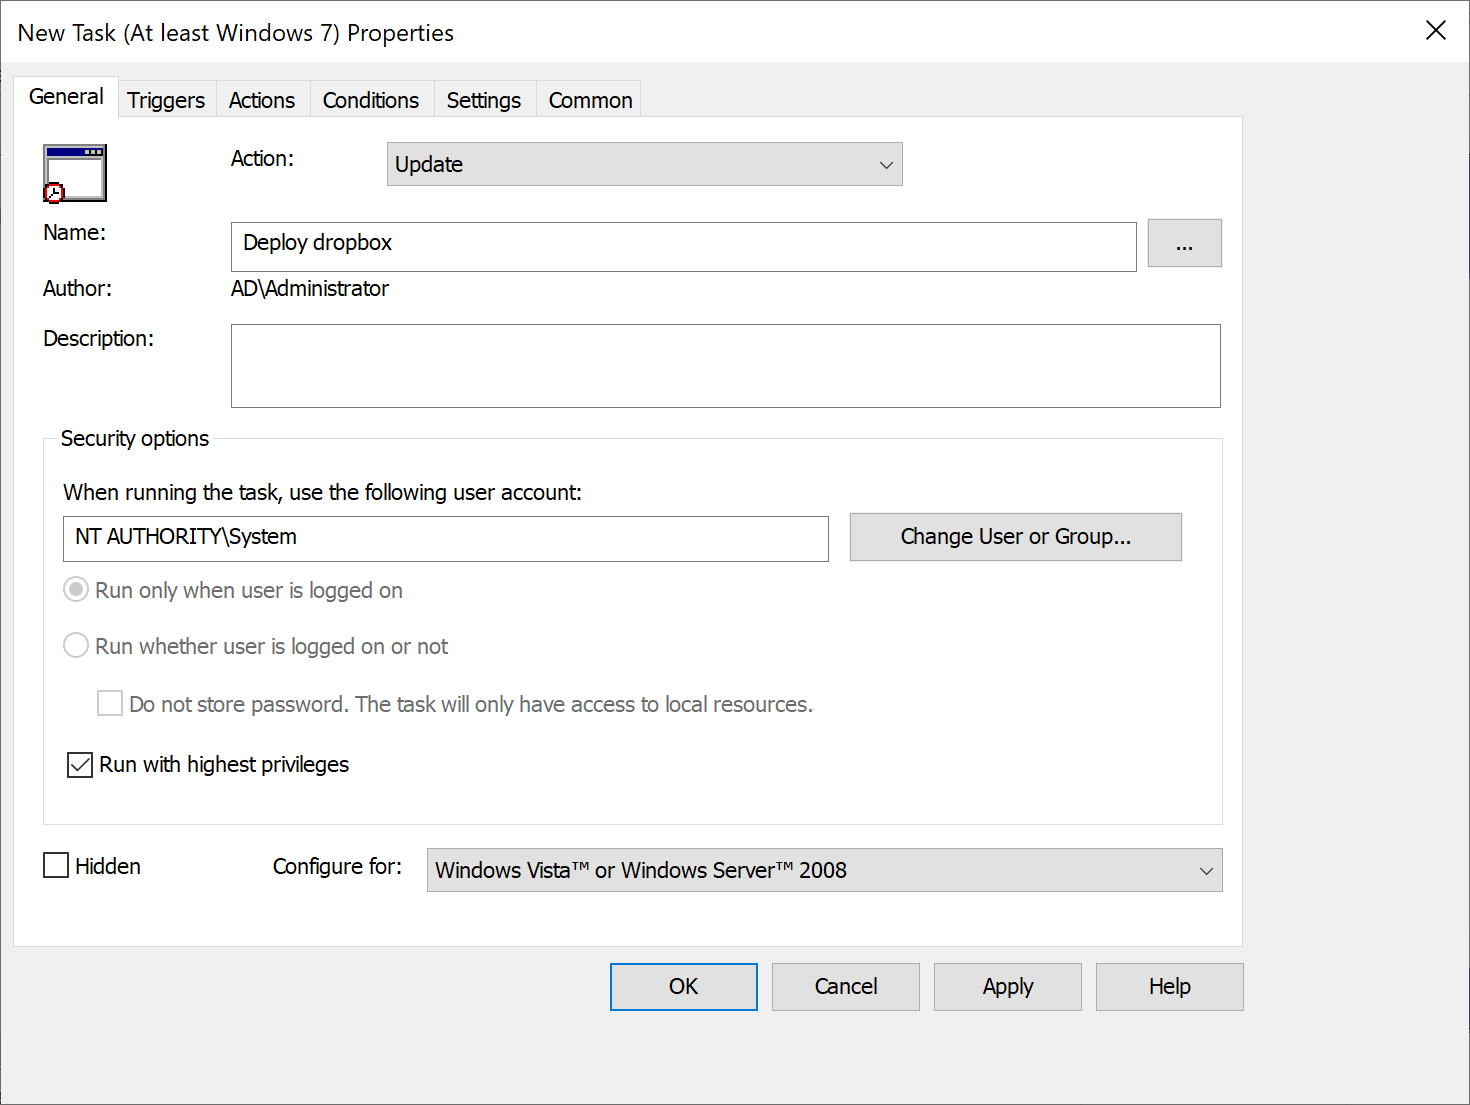 New Task (At least Windows 7) Properties
General Triggers Actions Conditions Settings Common
Action: Update
Name: Deploy dropbox ...
Author: AD\Administrator
Description:
Security options
When running the task, use the following user account:
NT AUTHORITY\System Change User or Group...
Run only when user is logged on
Run whether user is logged on or not
Do not store password. The task will only have access to local resources.
Run with highest privileges
Hidden Configure for: Windows Vista™ or Windows Server™ 2008
OK Cancel Apply Help